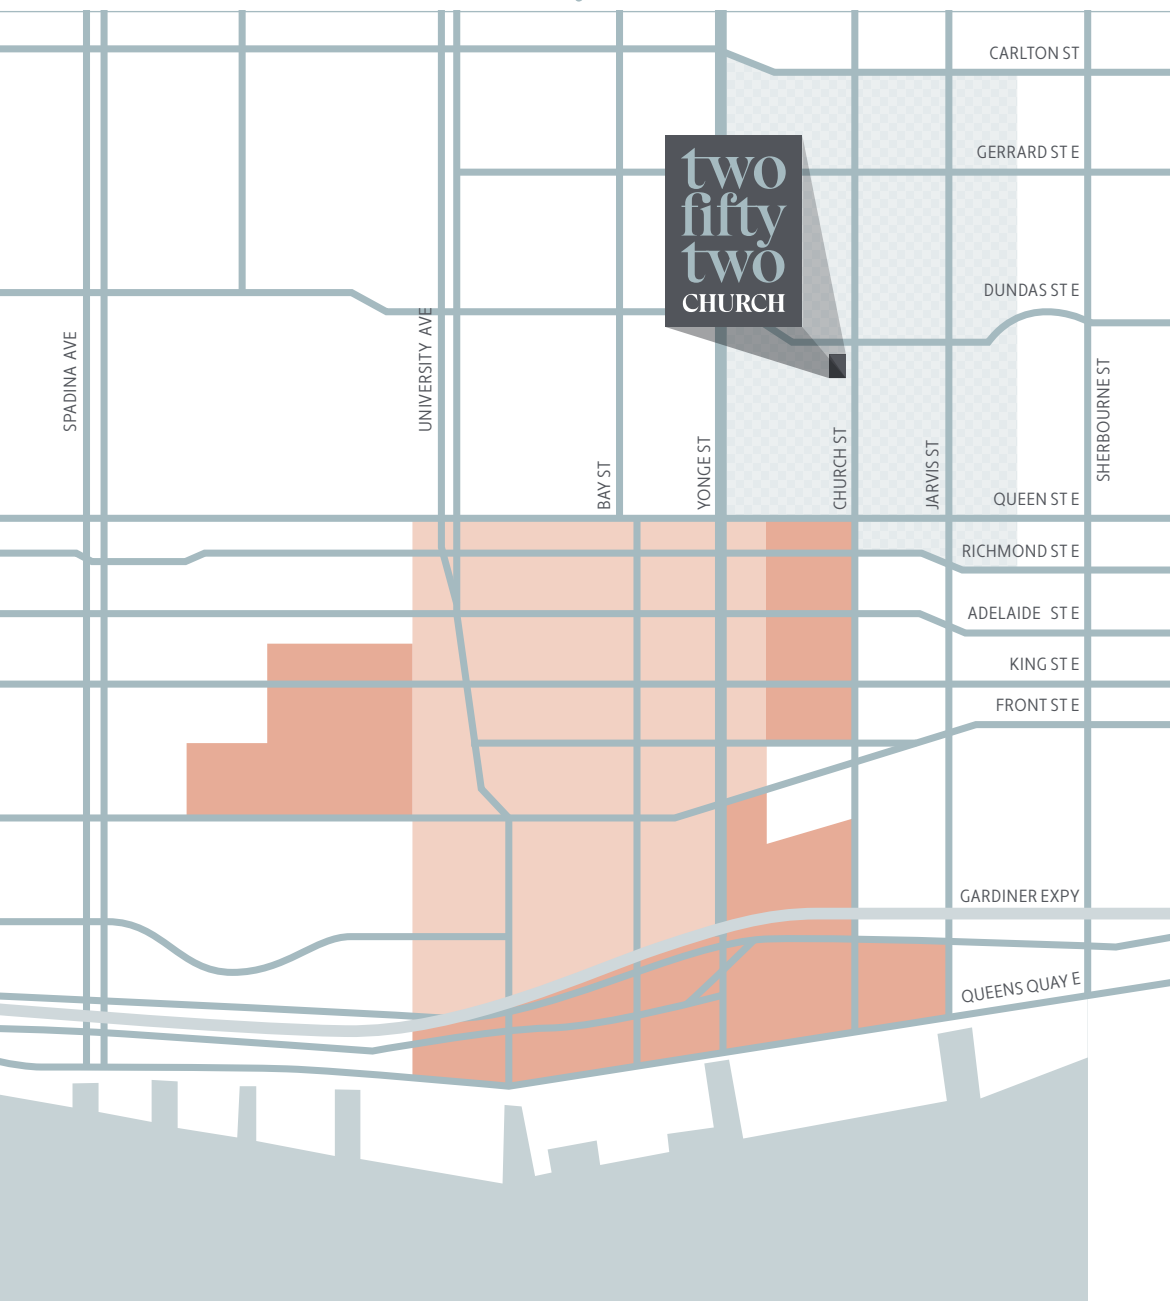 CARLTON ST
GERRARD ST E
two
fifty
two
CHURCH
DUNDAS ST E
SPADINA AVE
UNIVERSITY AVE
BAY ST
YONGE ST
CHURCH ST
JARVIS ST
SHERBOURNE ST
QUEEN ST E
RICHMOND ST E
ADELAIDE ST E
KING ST E
FRONT ST E
GARDINER EXPY
QUEENS QUAY E